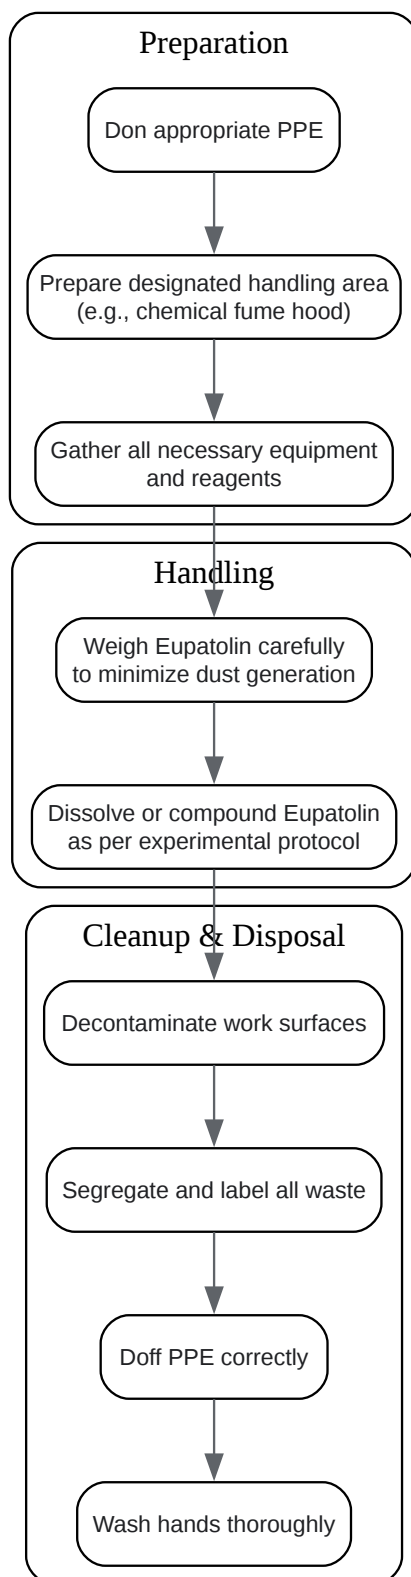 Preparation
Don appropriate PPE
Prepare designated handling area
(e.g., chemical fume hood)
Gather all necessary equipment
and reagents
Handling
Weigh Eupatolin carefully
to minimize dust generation
Dissolve or compound Eupatolin
as per experimental protocol
Cleanup & Disposal
Decontaminate work surfaces
Segregate and label all waste
Doff PPE correctly
Wash hands thoroughly